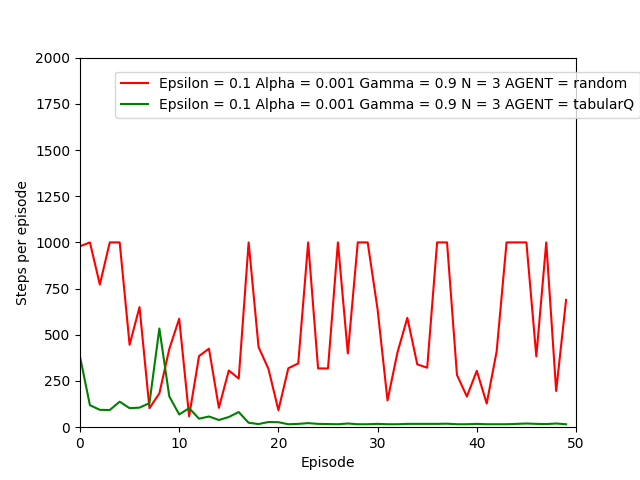 2000
1750
1500
1250
1000
750
500
250
0
Steps per episode
Epsilon = 0.1 Alpha = 0.001 Gamma = 0.9 N = 3 AGENT = random
Epsilon = 0.1 Alpha = 0.001 Gamma = 0.9 N = 3 AGENT = tabularQ
0 10 20 30 40 50
Episode